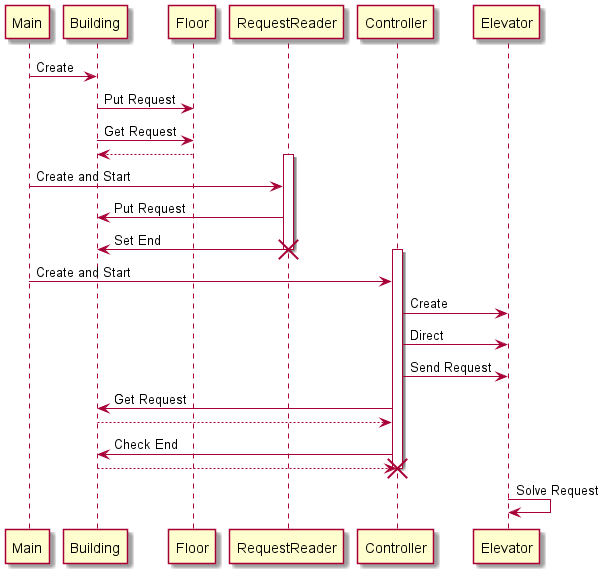 Main Building Floor RequestReader Controller Elevator
Create
Put Request
Get Request
Create and Start
Put Request
Set End
Create and Start
Create
Direct
Send Request
Get Request
Check End
Solve Request
Main Building Floor RequestReader Controller Elevator